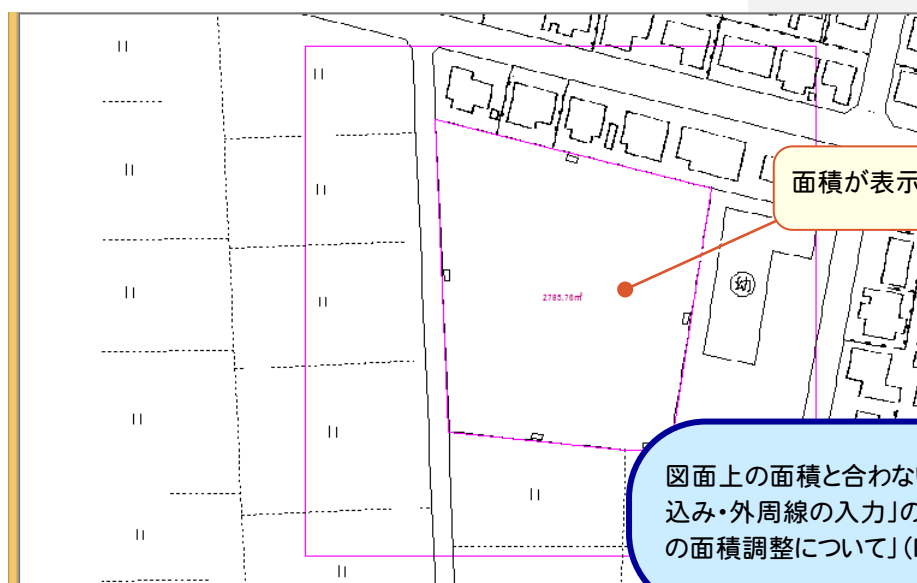 面積が表示
2785.76㎡
幼
図面上の面積と合わな
込み・外周線の入力」の
の面積調整について」(